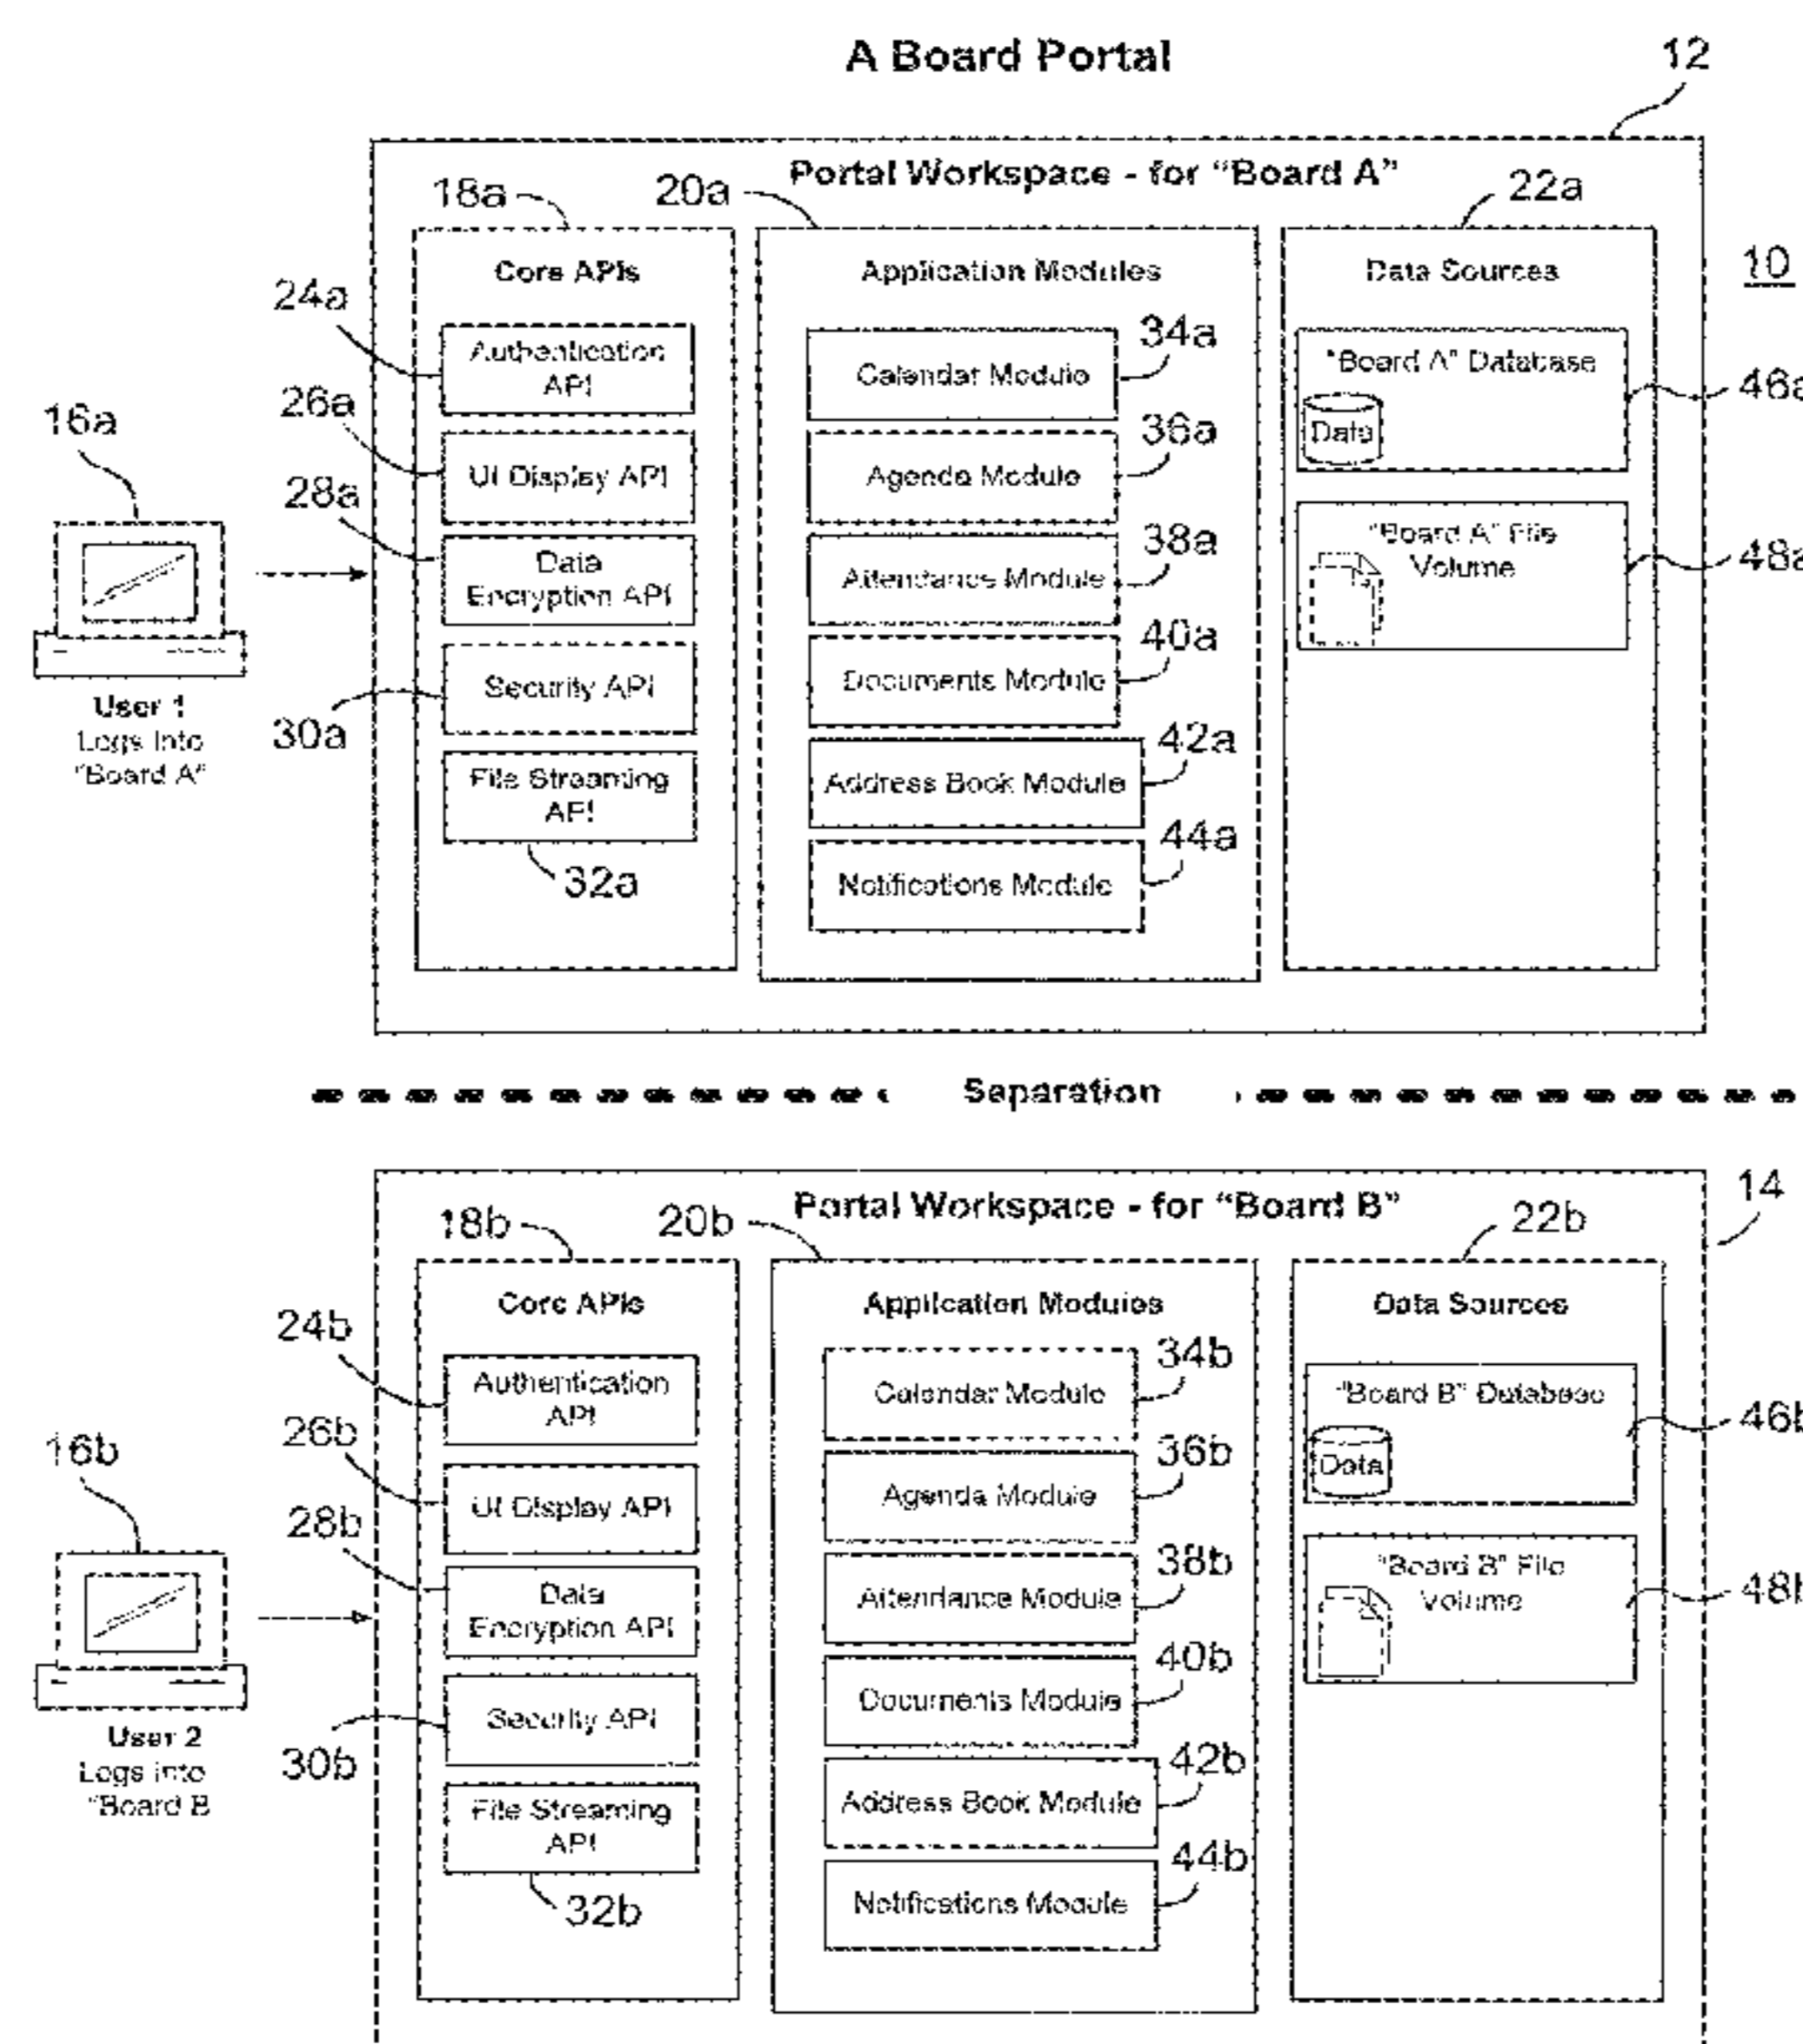 A Board Portal
12
Portal Workspace - for “Board A”
18a
20a
22a
10
Core APIs
Application Modules
Data Sources
24a
Authentication
API
26a
UI Display API
28a
Data
Encryption API
30a
Security API
File Streaming
API
32a
Calendar Module
34a
Agenda Module
36a
Attendance Module
38a
Documents Module
40a
Address Book Module
42a
Notifications Module
44a
"Board A" Database
Data
46a
"Board A" File
Volume
48a
16a
User 1
Logs Into
"Board A"
Separation
14
Portal Workspace - for “Board B”
18b
20b
22b
Core APIs
Application Modules
Data Sources
24b
Authentication
API
26b
UI Display API
28b
Data
Encryption API
30b
Security API
File Streaming
API
32b
Calendar Module
34b
Agenda Module
36b
Attendance Module
38b
Documents Module
40b
Address Book Module
42b
Notifications Module
44b
"Board B" Database
Data
46b
"Board B" File
Volume
48b
16b
User 2
Logs into
"Board B